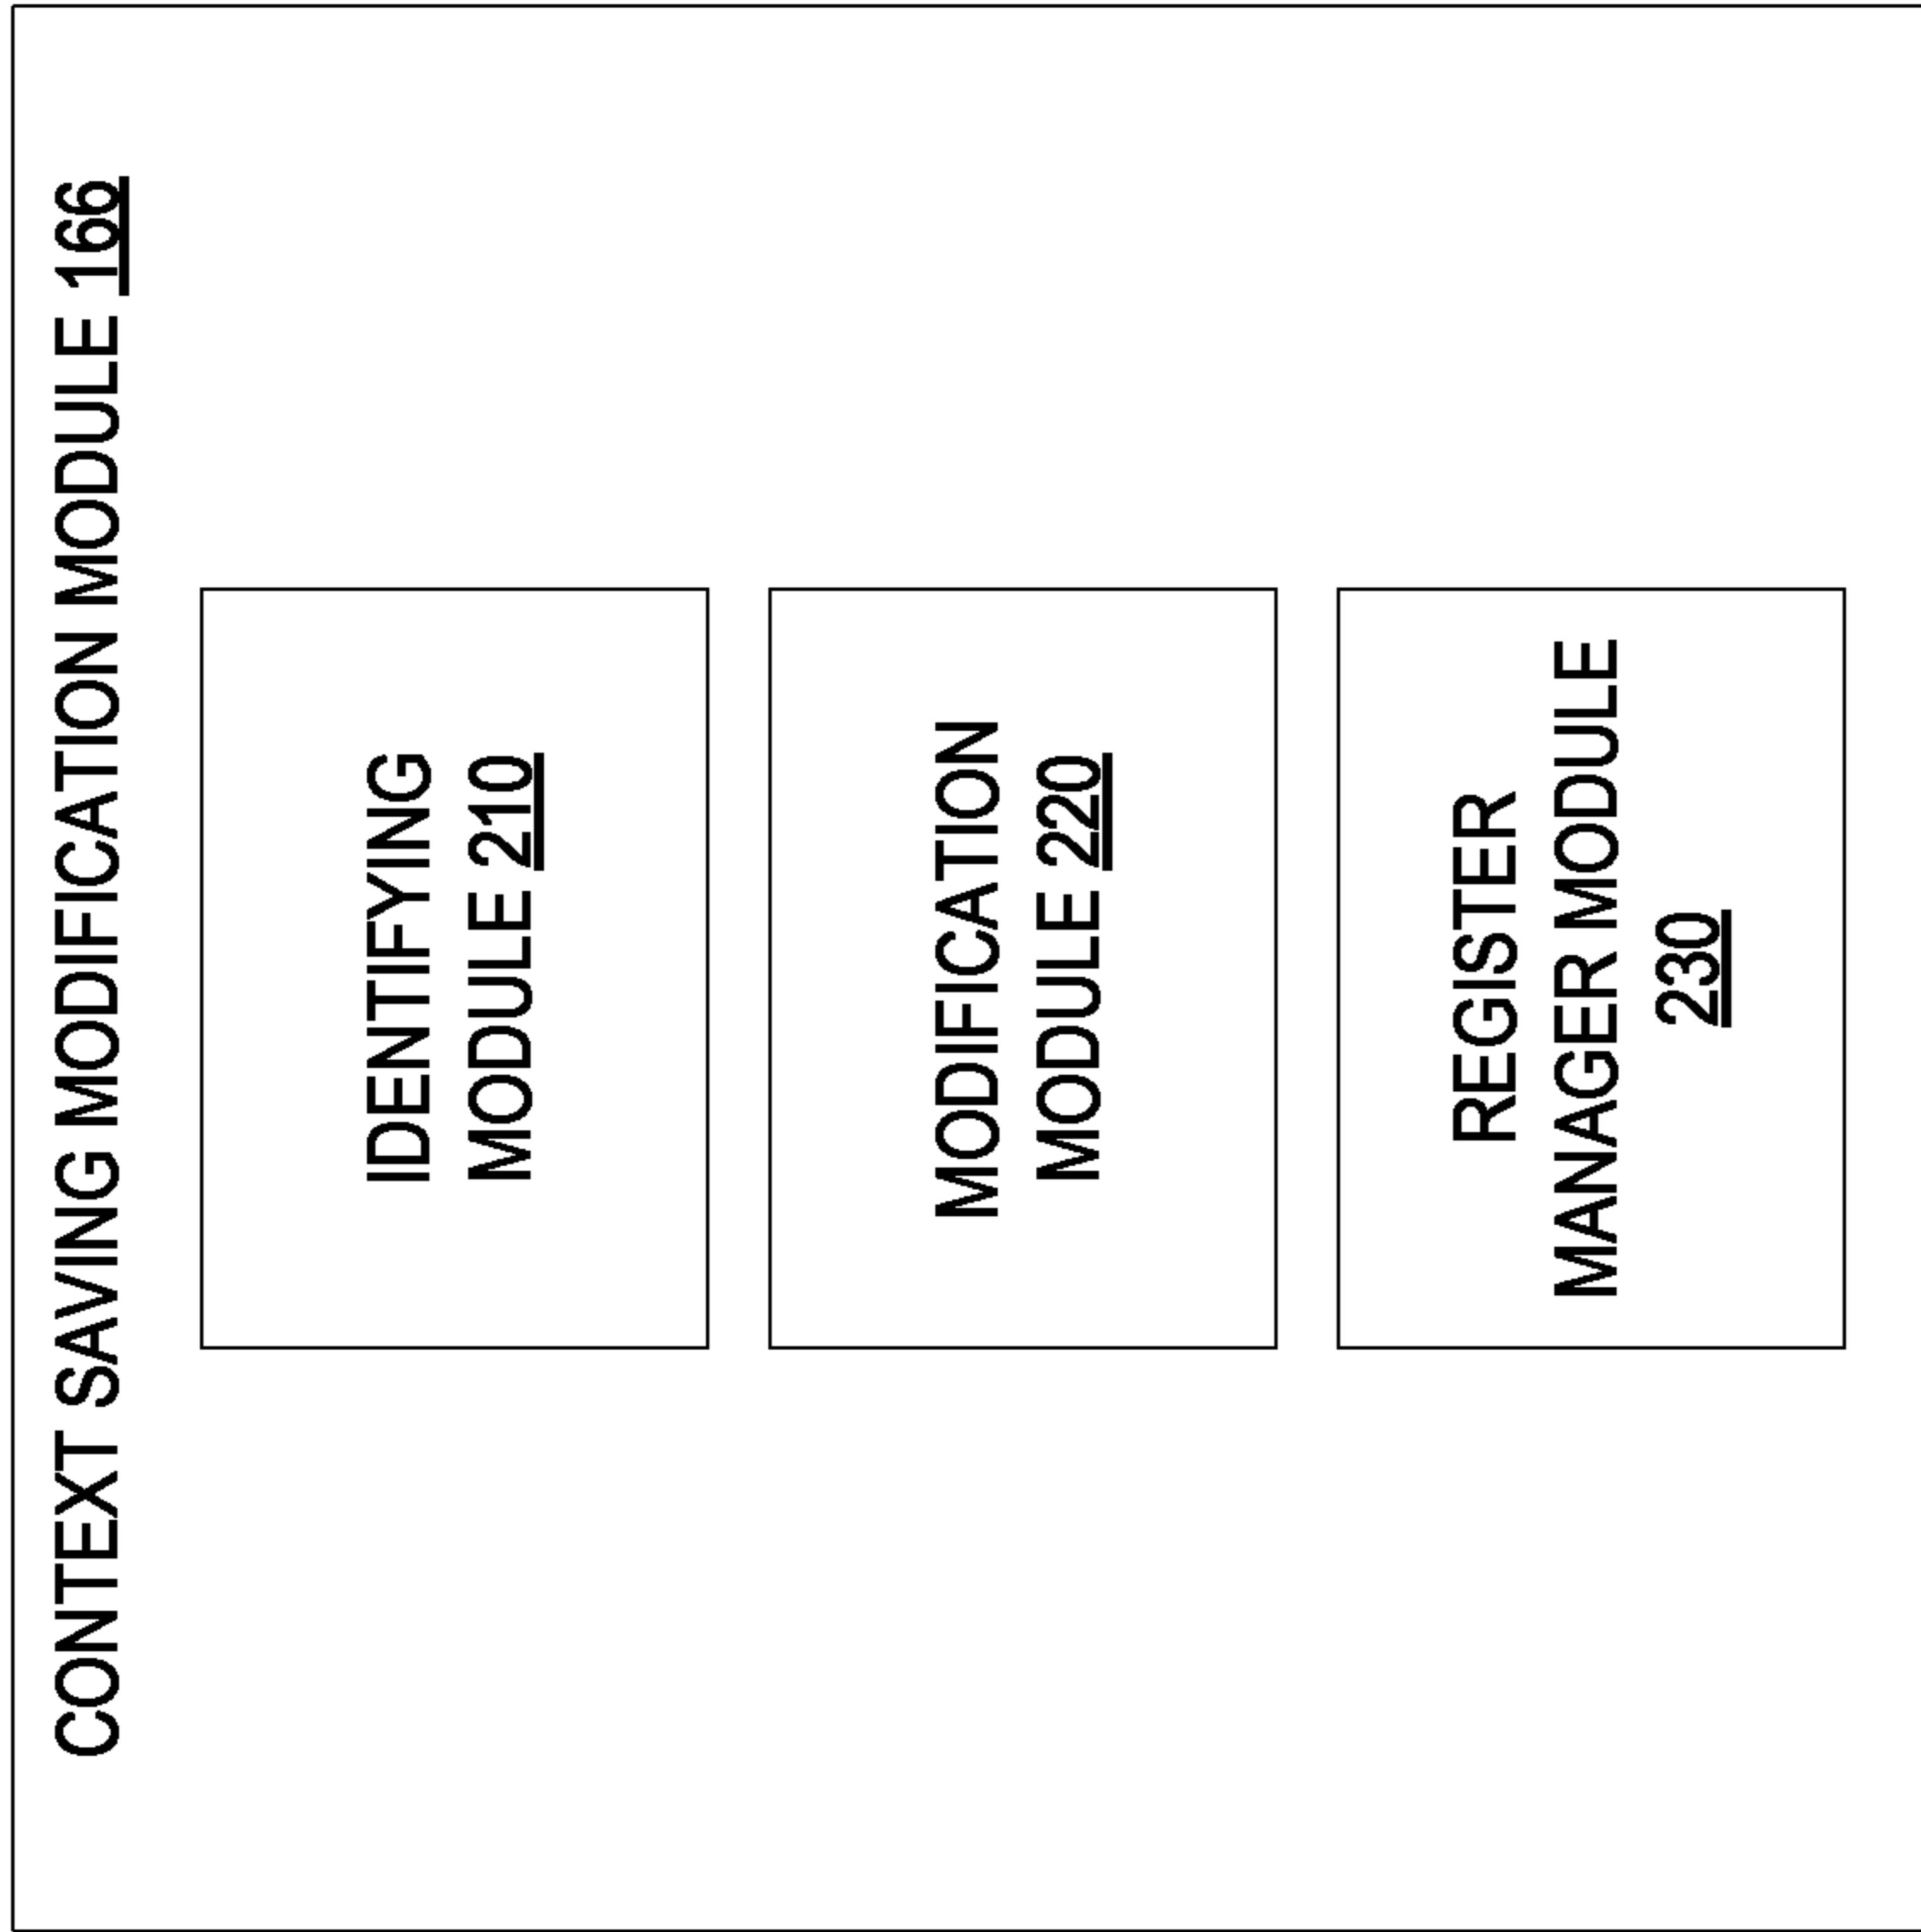 CONTEXT SAVING MODIFICATION MODULE 166
IDENTIFYING
MODULE 210
MODIFICATION
MODULE 220
REGISTER
MANAGER MODULE
230